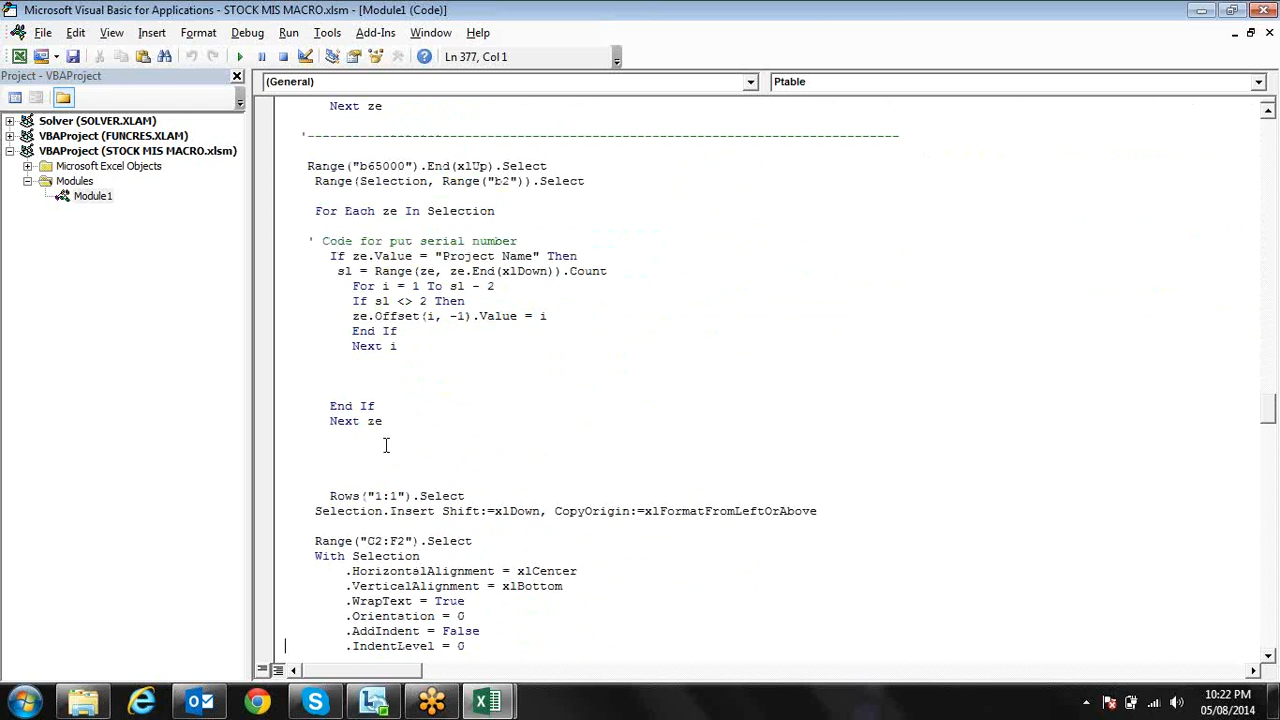 Microsoft Visual Basic for Applications - STOCK MIS MACRO.xlsm - [Module1 (Code)]
File Edit View Insert Format Debug Run Tools Add-Ins Window Help
Ln 377, Col 1
Project - VBAProject
(General) Ptable
Solver (SOLVER.XLAM)
VBAProject (FUNCRES.XLAM)
VBAProject (STOCK MIS MACRO.xlsm)
Microsoft Excel Objects
Modules
Module1
Next ze
'-------------------------------------------------------------------------------
Range("b65000").End(xlUp).Select
Range(Selection, Range("b2")).Select
For Each ze In Selection
' Code for put serial number
If ze.Value = "Project Name" Then
sl = Range(ze, ze.End(xlDown)).Count
For i = 1 To sl - 2
If sl <> 2 Then
ze.Offset(i, -1).Value = i
End If
Next i
End If
Next ze
Rows("1:1").Select
Selection.Insert Shift:=xlDown, CopyOrigin:=xlFormatFromLeftOrAbove
Range("C2:F2").Select
With Selection
.HorizontalAlignment = xlCenter
.VerticalAlignment = xlBottom
.WrapText = True
.Orientation = 0
.AddIndent = False
.IndentLevel = 0
10:22 PM
05/08/2014